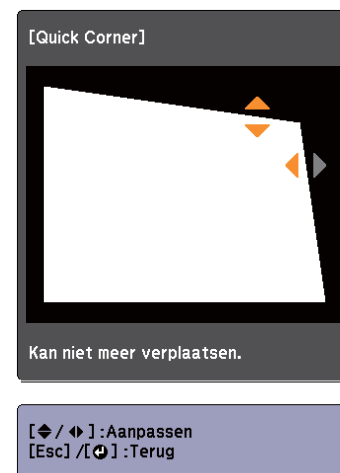 [Quick Corner]
Kan niet meer verplaatsen.
[ / ] :Aanpassen
[Esc] /[ ] :Terug